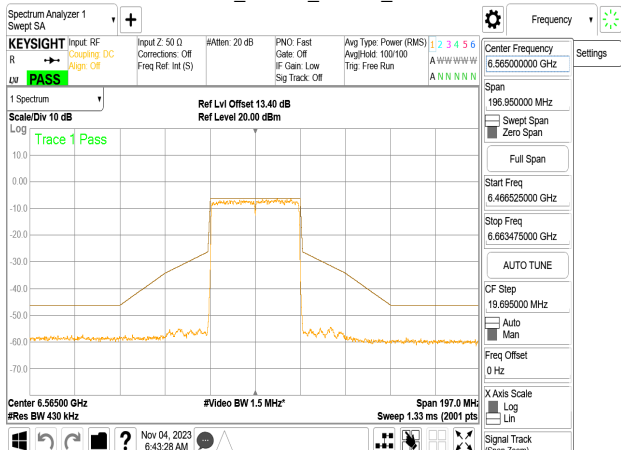 Spectrum Analyzer 1
Swept SA
Frequency
KEYSIGHT
Input: RF
Coupling: DC
Align: Off
Input Z: 50 Ω
Corrections: Off
Freq Ref: Int (S)
#Atten: 20 dB
PNO: Fast
Gate: Off
IF Gain: Low
Sig Track: Off
Avg Type: Power (RMS)
Avg|Hold: 100/100
Trig: Free Run
1 2 3 4 5 6
A W W W W W
A N N N N N
R
LXI
PASS
1 Spectrum
Scale/Div 10 dB
Log
Ref Lvl Offset 13.40 dB
Ref Level 20.00 dBm
Trace 1 Pass
10.0
0.00
-10.0
-20.0
-30.0
-40.0
-50.0
-60.0
-70.0
Center 6.56500 GHz
#Res BW 430 kHz
#Video BW 1.5 MHz*
Span 197.0 MHz
Sweep 1.33 ms (2001 pts
Nov 04, 2023
6:43:28 AM
?
Center Frequency
6.565000000 GHz
Settings
Span
196.950000 MHz
Swept Span
Zero Span
Full Span
Start Freq
6.466525000 GHz
Stop Freq
6.663475000 GHz
AUTO TUNE
CF Step
19.695000 MHz
Auto
Man
Freq Offset
0 Hz
X Axis Scale
Log
Lin
Signal Track
(Span Zoom)